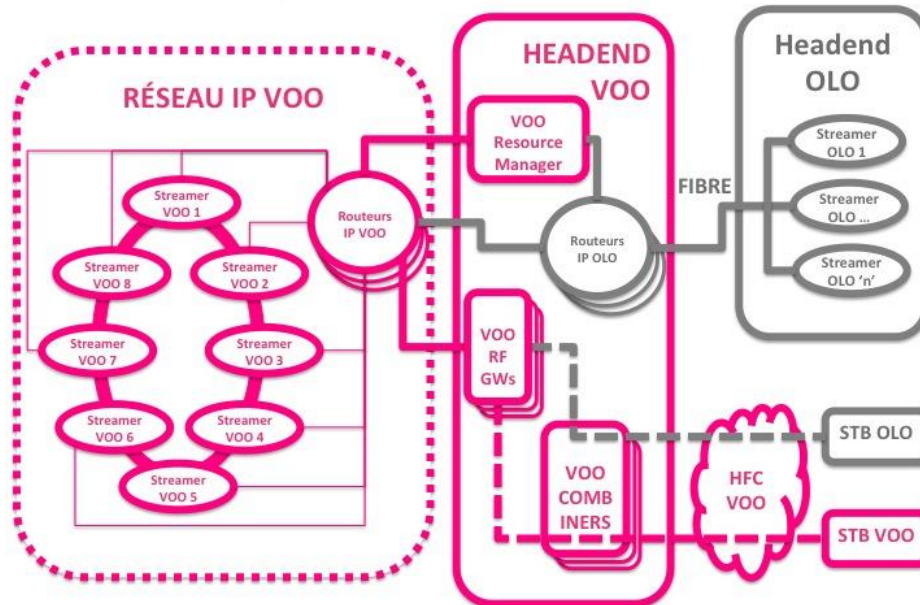 RÉSEAU IP VOO
Streamer
VOO 1
Streamer
VOO 8
Streamer
VOO 2
Streamer
VOO 7
Streamer
VOO 3
Streamer
VOO 6
Streamer
VOO 4
Streamer
VOO 5
Routeurs
IP VOO
HEADEND
VOO
VOO
Resource
Manager
Routeurs
IP OLO
VOO
RF
GWs
VOO
COMB
INERS
FIBRE
Headend
OLO
Streamer
OLO 1
Streamer
OLO ...
Streamer
OLO ‘n’
HFC
VOO
STB OLO
STB VOO